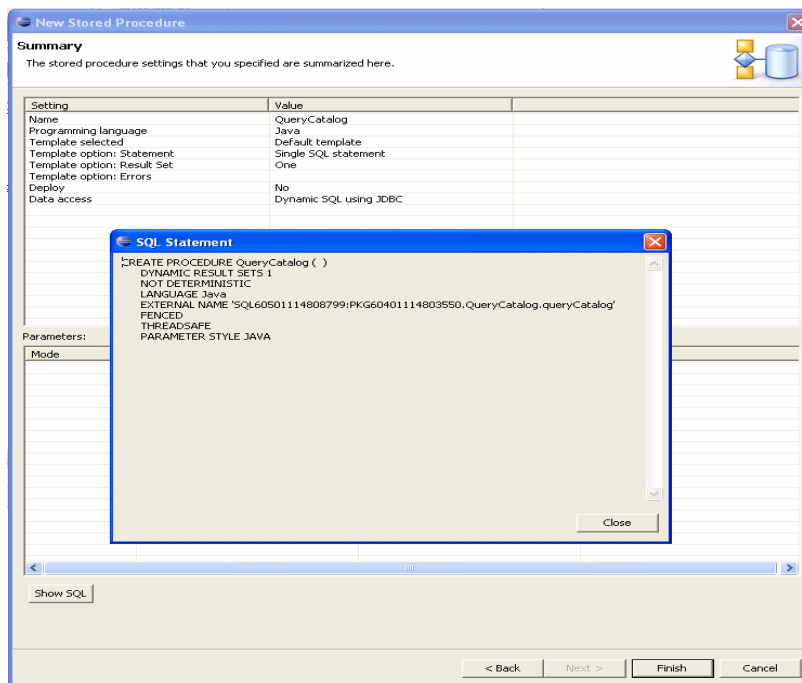 New Stored Procedure
Summary
The stored procedure settings that you specified are summarized here.
Setting Value
Name QueryCatalog
Programming language Java
Template selected Default template
Template option: Statement Single SQL statement
Template option: Result Set One
Template option: Errors
Deploy No
Data access Dynamic SQL using JDBC
SQL Statement
CREATE PROCEDURE QueryCatalog ( )
DYNAMIC RESULT SETS 1
NOT DETERMINISTIC
LANGUAGE Java
EXTERNAL NAME 'SQL60501114808799:PKG60401114803550.QueryCatalog.queryCatalog'
FENCED
THREADSAFE
PARAMETER STYLE JAVA
Parameters:
Mode
Close
Show SQL
< Back Next > Finish Cancel